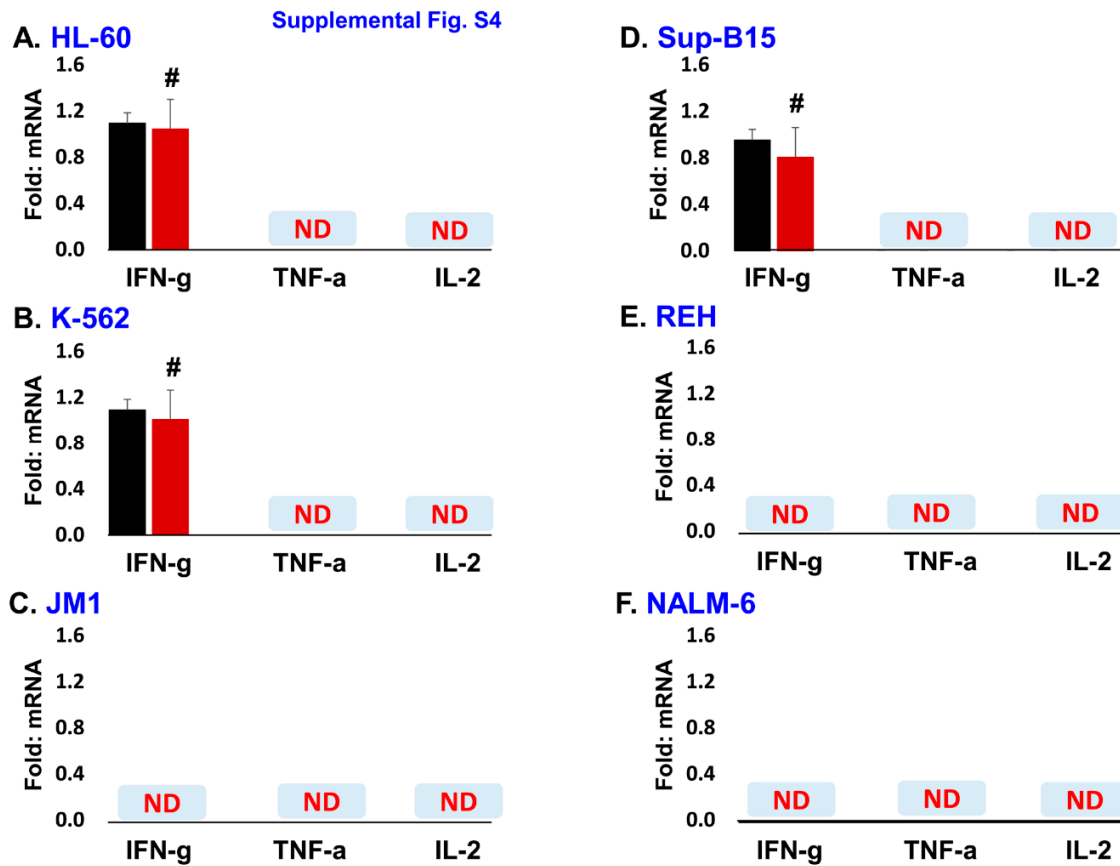 Supplemental Fig. S4
A. HL-60
Fold: mRNA
1.6
1.2
0.8
0.4
0.0
#
ND
ND
IFN-g TNF-a IL-2
B. K-562
Fold: mRNA
1.6
1.2
0.8
0.4
0.0
#
ND
ND
IFN-g TNF-a IL-2
C. JM1
Fold: mRNA
1.6
1.2
0.8
0.4
0.0
ND
ND
ND
IFN-g TNF-a IL-2
D. Sup-B15
Fold: mRNA
1.6
1.2
0.8
0.4
0.0
#
ND
ND
IFN-g TNF-a IL-2
E. REH
Fold: mRNA
1.6
1.2
0.8
0.4
0.0
ND
ND
ND
IFN-g TNF-a IL-2
F. NALM-6
Fold: mRNA
1.6
1.2
0.8
0.4
0.0
ND
ND
ND
IFN-g TNF-a IL-2